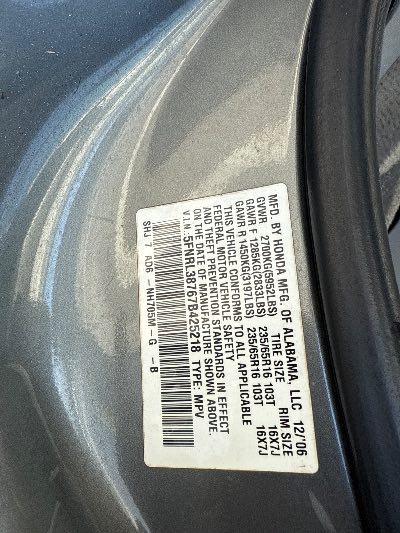 MFD. BY HONDA MFG. OF ALABAMA, LLC 12/'06
GVWR 2700KG(5952LBS) TIRE SIZE RIM SIZE
GAWR F 1285KG(2833LBS) 235/65R16 103T 16X7J
GAWR R 1450KG(3197LBS) 235/65R16 103T 16X7J
THIS VEHICLE CONFORMS TO ALL APPLICABLE
FEDERAL MOTOR VEHICLE SAFETY
AND THEFT PREVENTION STANDARDS IN EFFECT
ON THE DATE OF MANUFACTURE SHOWN ABOVE.
V.I.N. 5FNRL38767B425218 TYPE: MPV
SHJ 7 AD6 -NH705M -G -B